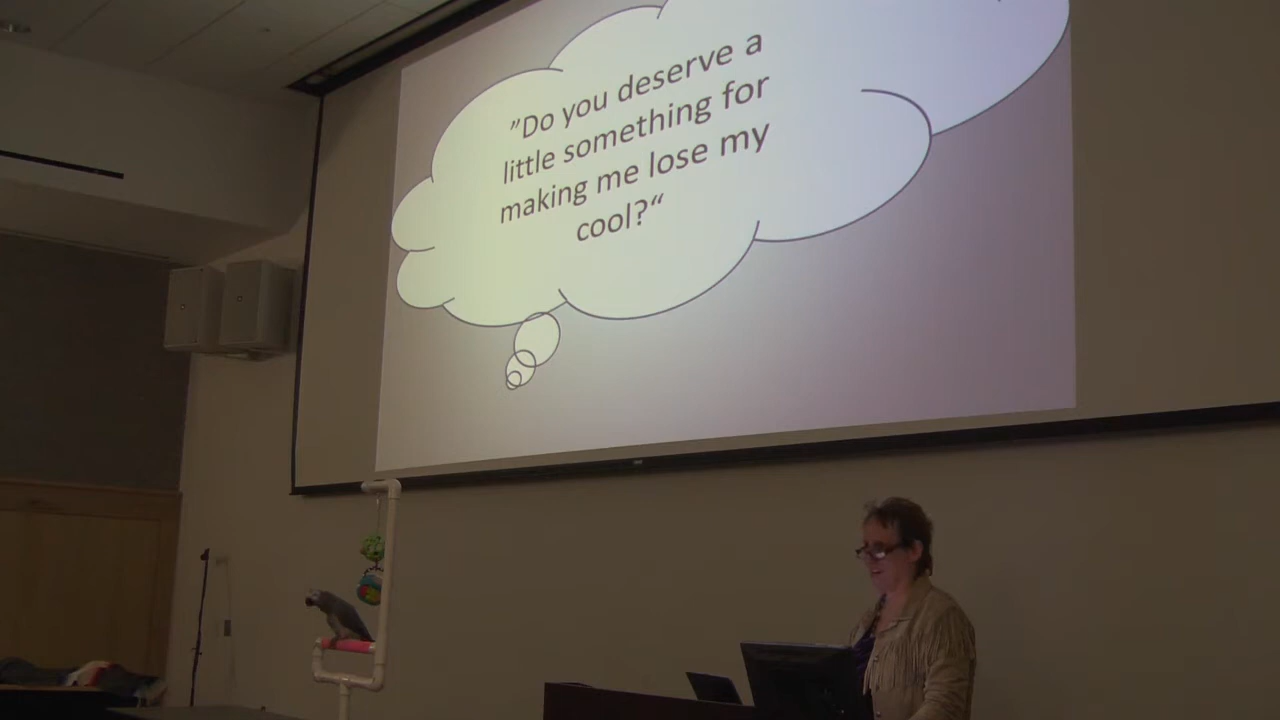 ”Do you deserve a
little something for
making me lose my
cool?“